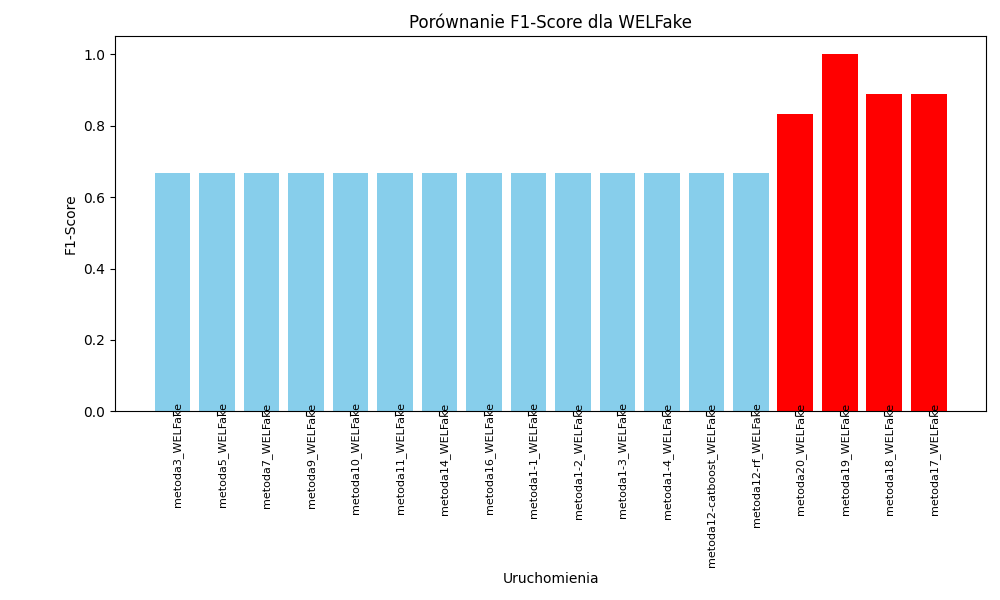 Porównanie F1-Score dla WELFake
F1-Score
1.0
0.8
0.6
0.4
0.2
0.0
metoda3_WELFake
metoda5_WELFake
metoda7_WELFake
metoda9_WELFake
metoda10_WELFake
metoda11_WELFake
metoda14_WELFake
metoda16_WELFake
metoda1-1_WELFake
metoda1-2_WELFake
metoda1-3_WELFake
metoda1-4_WELFake
metoda12-catboost_WELFake
metoda12-rf_WELFake
metoda20_WELFake
metoda19_WELFake
metoda18_WELFake
metoda17_WELFake
Uruchomienia